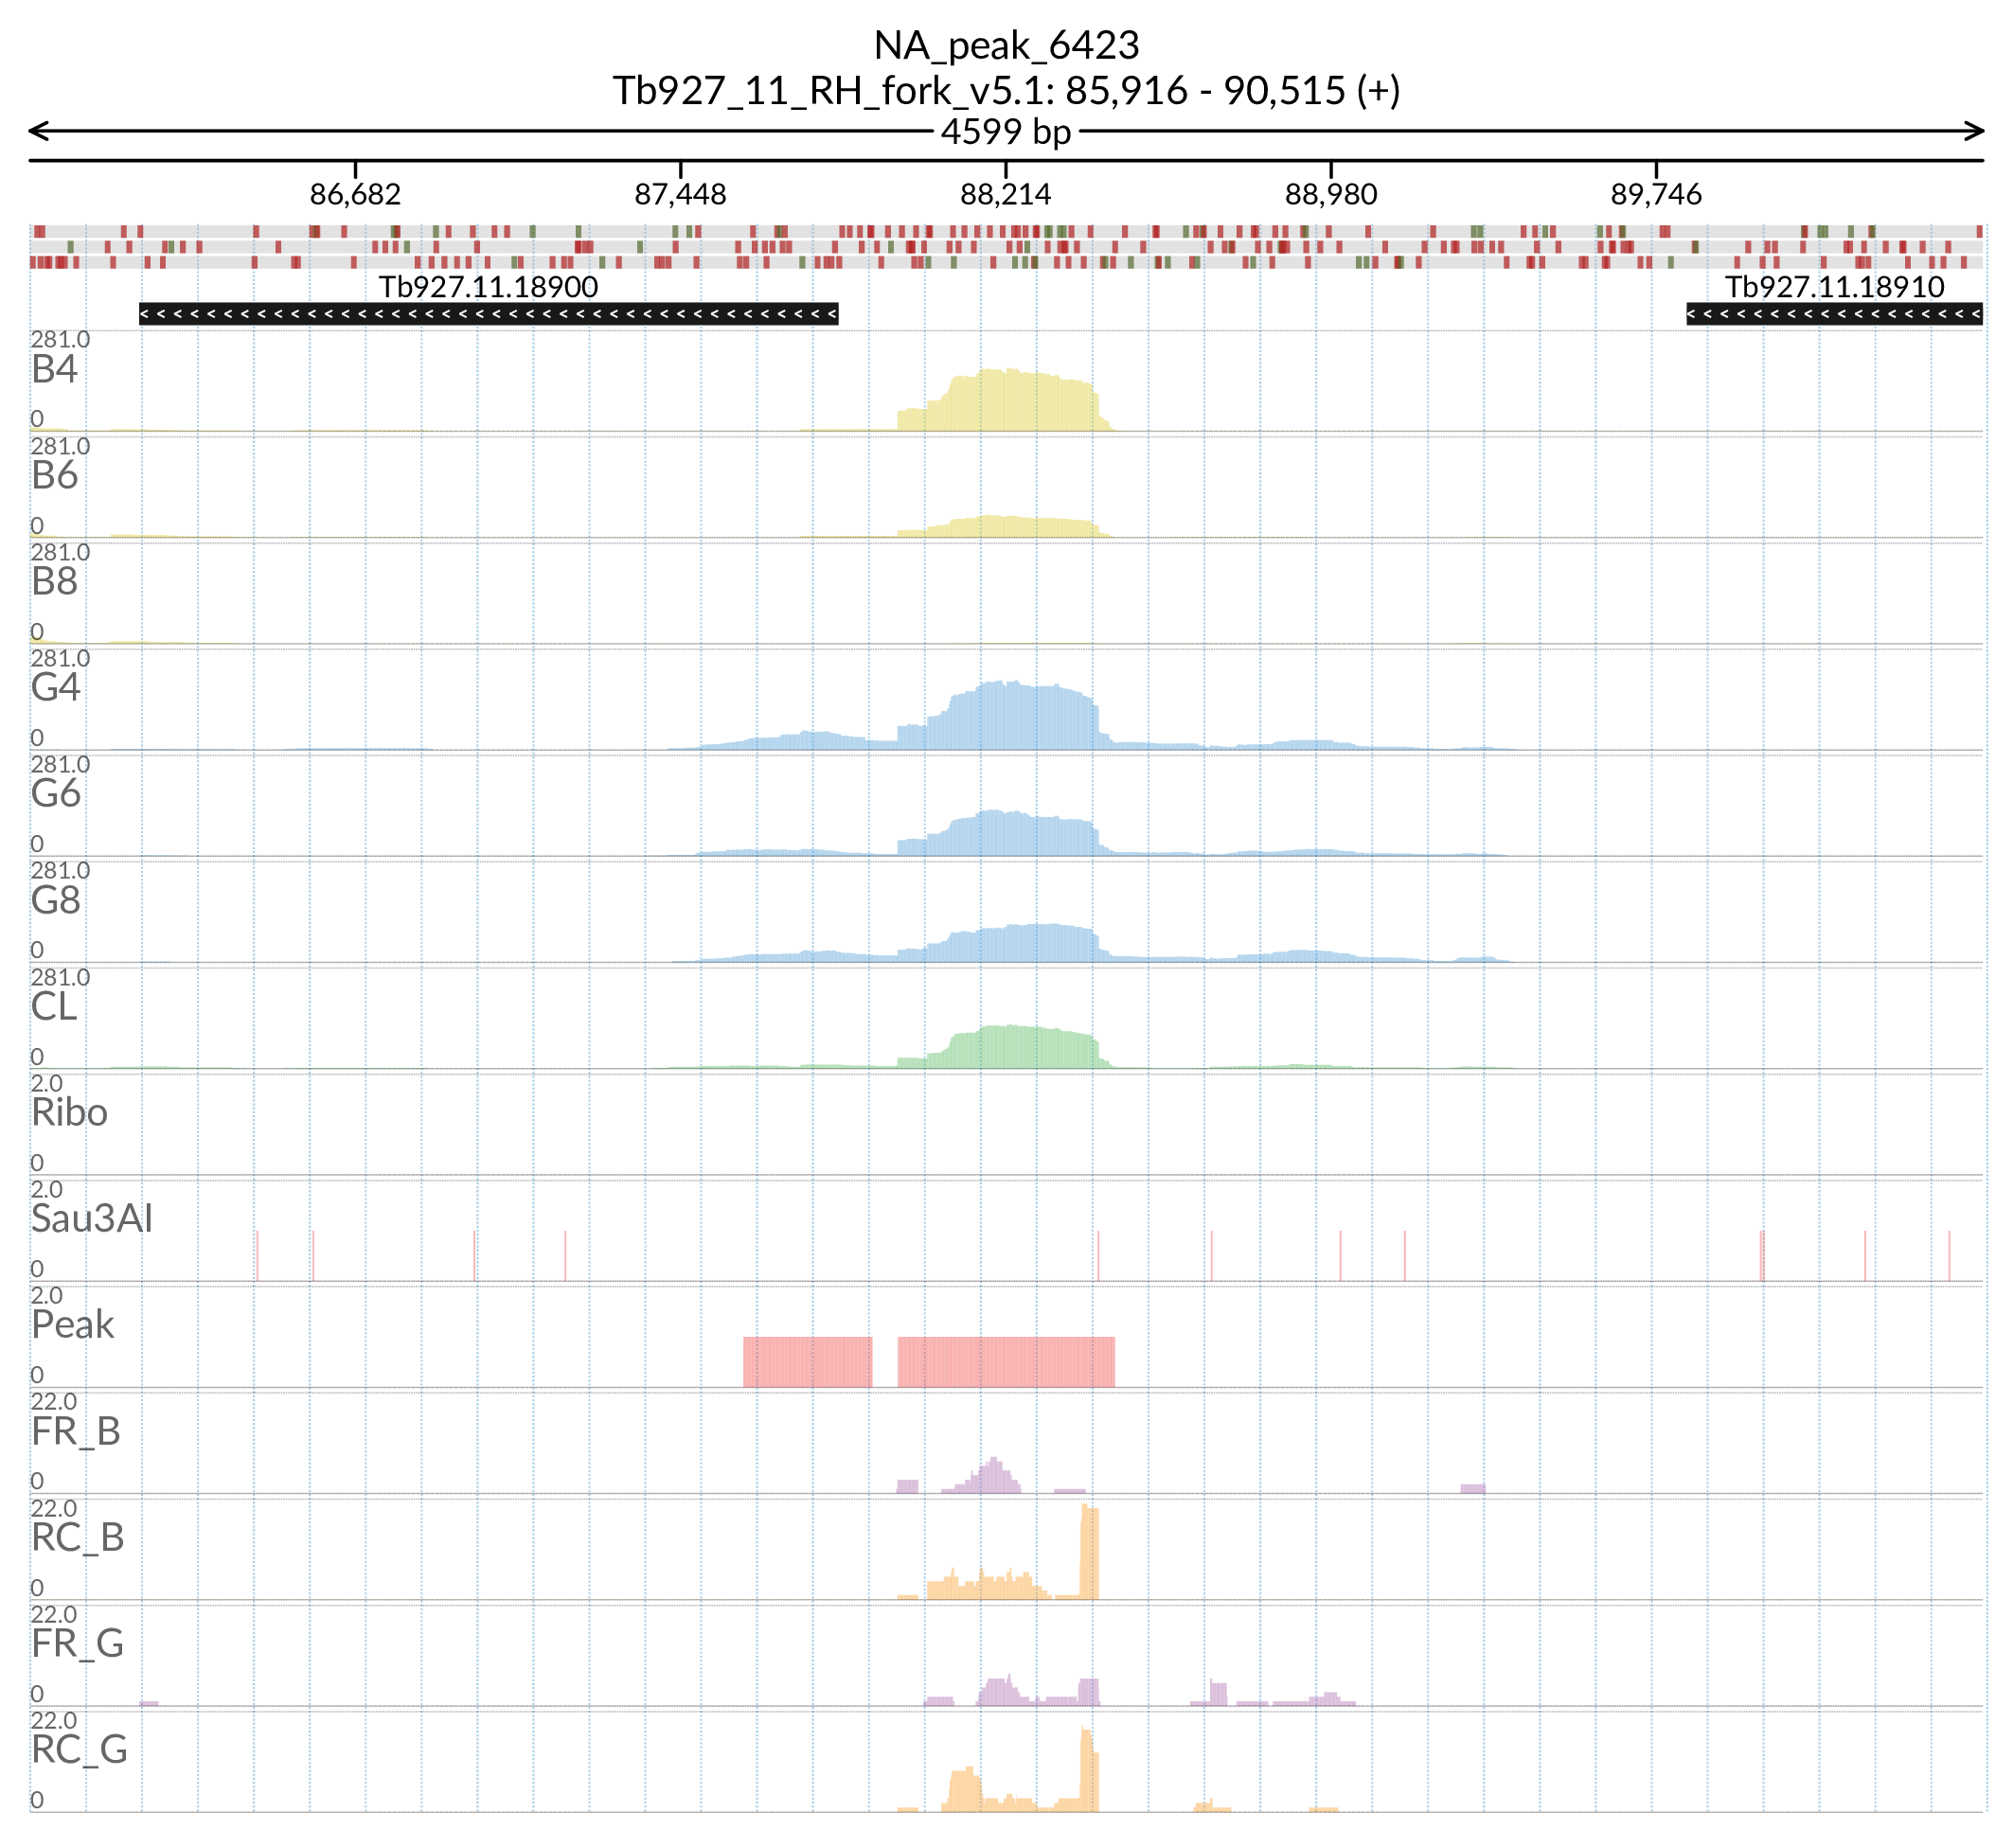 NA_peak_6423
Tb927_11_RH_fork_v5.1: 85,916 - 90,515 (+)
4599 bp
86,682 87,448 88,214 88,980 89,746
Tb927.11.18900 Tb927.11.18910
281.0
B4
0
281.0
B6
0
281.0
B8
0
281.0
G4
0
281.0
G6
0
281.0
G8
0
281.0
CL
0
2.0
Ribo
0
2.0
Sau3AI
0
2.0
Peak
0
22.0
FR_B
0
22.0
RC_B
0
22.0
FR_G
0
22.0
RC_G
0